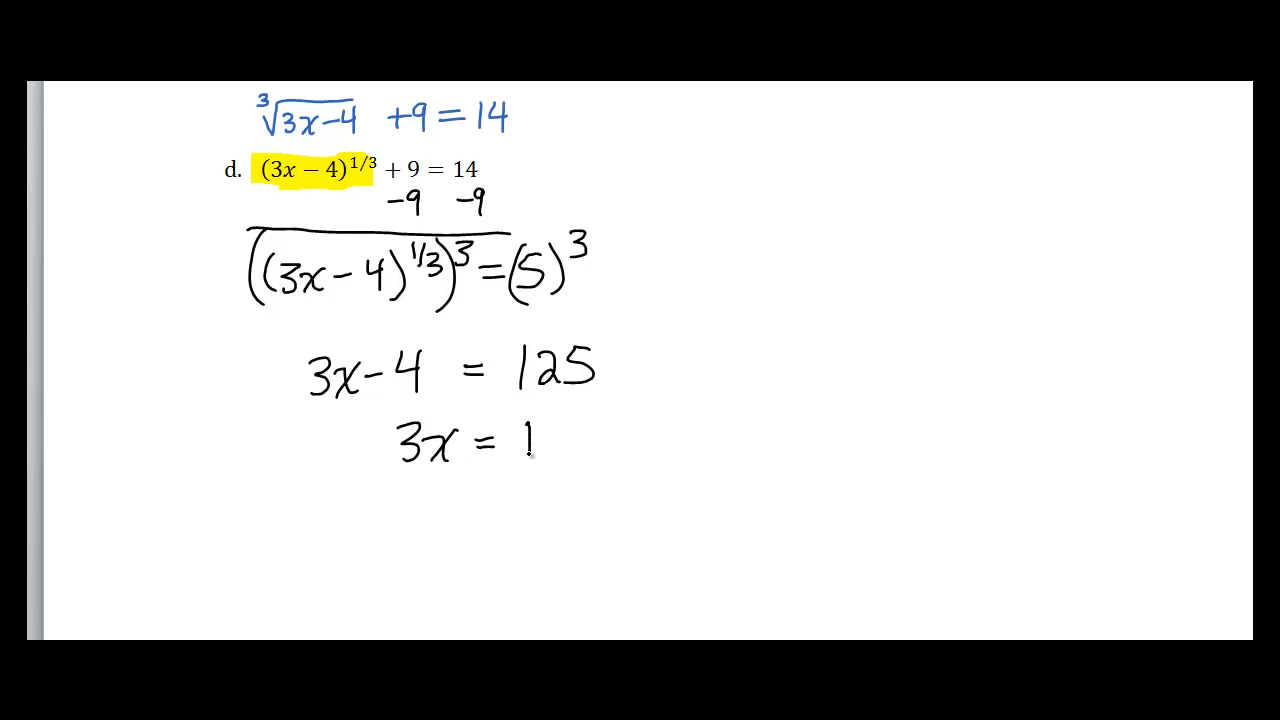 ∛(3x-4) +9 = 14
d. (3x − 4)^1/3 + 9 = 14
-9 -9
((3x-4)^1/3)^3 = (5)^3
3x-4 = 125
3x = 1